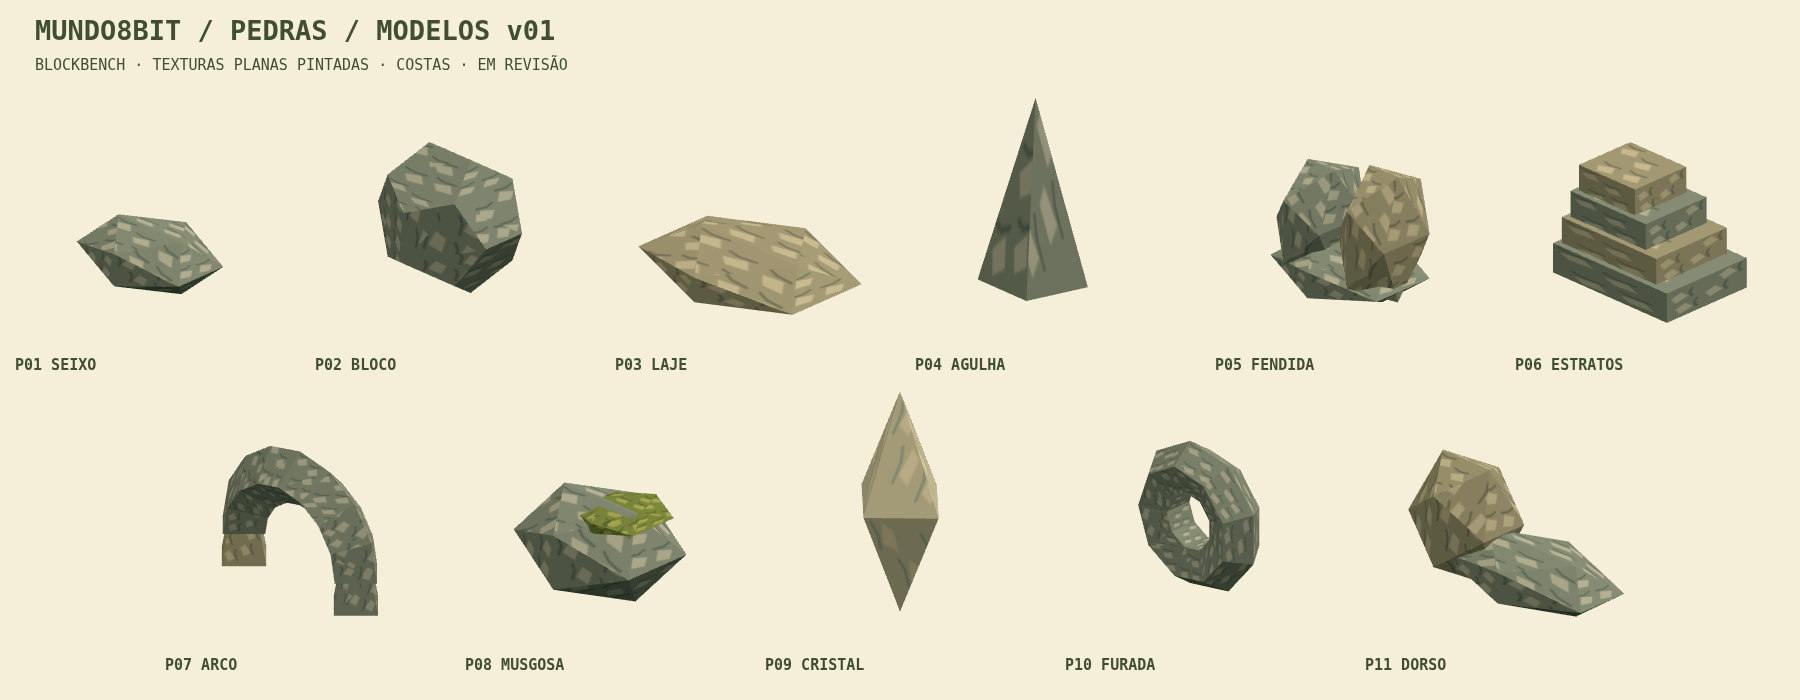 MUNDO8BIT / PEDRAS / MODELOS v01
BLOCKBENCH · TEXTURAS PLANAS PINTADAS · COSTAS · EM REVISÃO
P01 SEIXO
P02 BLOCO
P03 LAJE
P04 AGULHA
P05 FENDIDA
P06 ESTRATOS
P07 ARCO
P08 MUSGOSA
P09 CRISTAL
P10 FURADA
P11 DORSO